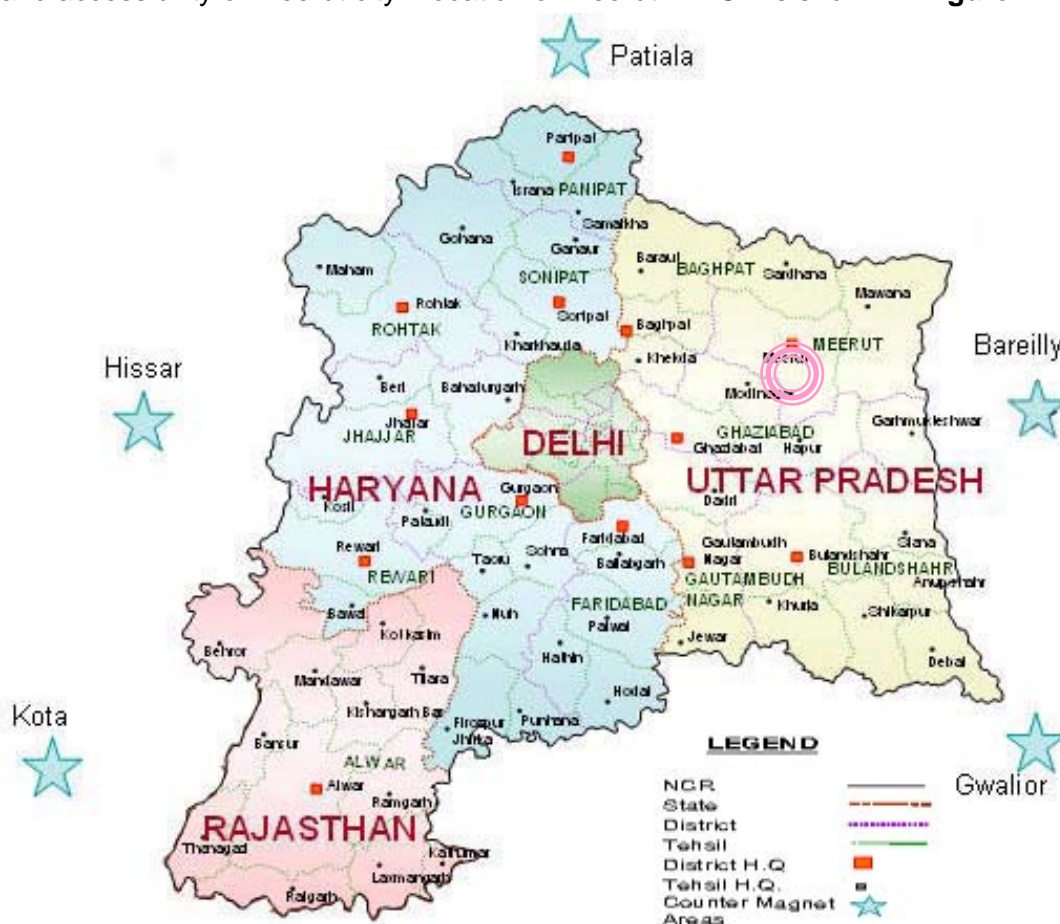 Patiala
Panipat
Israna
PANIPAT
Samalkha
Gohana
Ganaur
Baraut
BAGHPAT
Sardhana
Maham
SONIPAT
Mawana
Rohtak
Sonipat
ROHTAK
Baghpat
MEERUT
Kharkhauda
Khekda
Bareilly
Hissar
Beri
Bahadurgarh
Modinagar
Jhajjar
JHAJJAR
DELHI
GHAZIABAD
Garhmukteshwar
Ghaziabad
Hapur
HARYANA
Gurgaon
UTTAR PRADESH
Kosli
GURGAON
Dadri
Pataudi
Faridabad
Gautambudh
Nagar
Siana
Rewari
Sohna
Ballabgarh
Bulandshahr
BULANDSHAHR
REWARI
GAUTAMBUDH
NAGAR
Anupshahr
Bawal
Nuh
FARIDABAD
Palwal
Khurja
Shikarpur
Kotkasim
Behror
Hathin
Jewar
Debai
Mandawar
Tijara
Kota
Kishangarh Bas
Hodal
Firozpur
Jhirka
Punhana
Bansur
LEGEND
ALWAR
NCR
Gwalior
Alwar
Ramgarh
State
District
RAJASTHAN
Tehsil
Thanagad
District H.Q
Laxmangarh
Tehsil H.Q.
Rajgarh
Counter Magnet
Areas